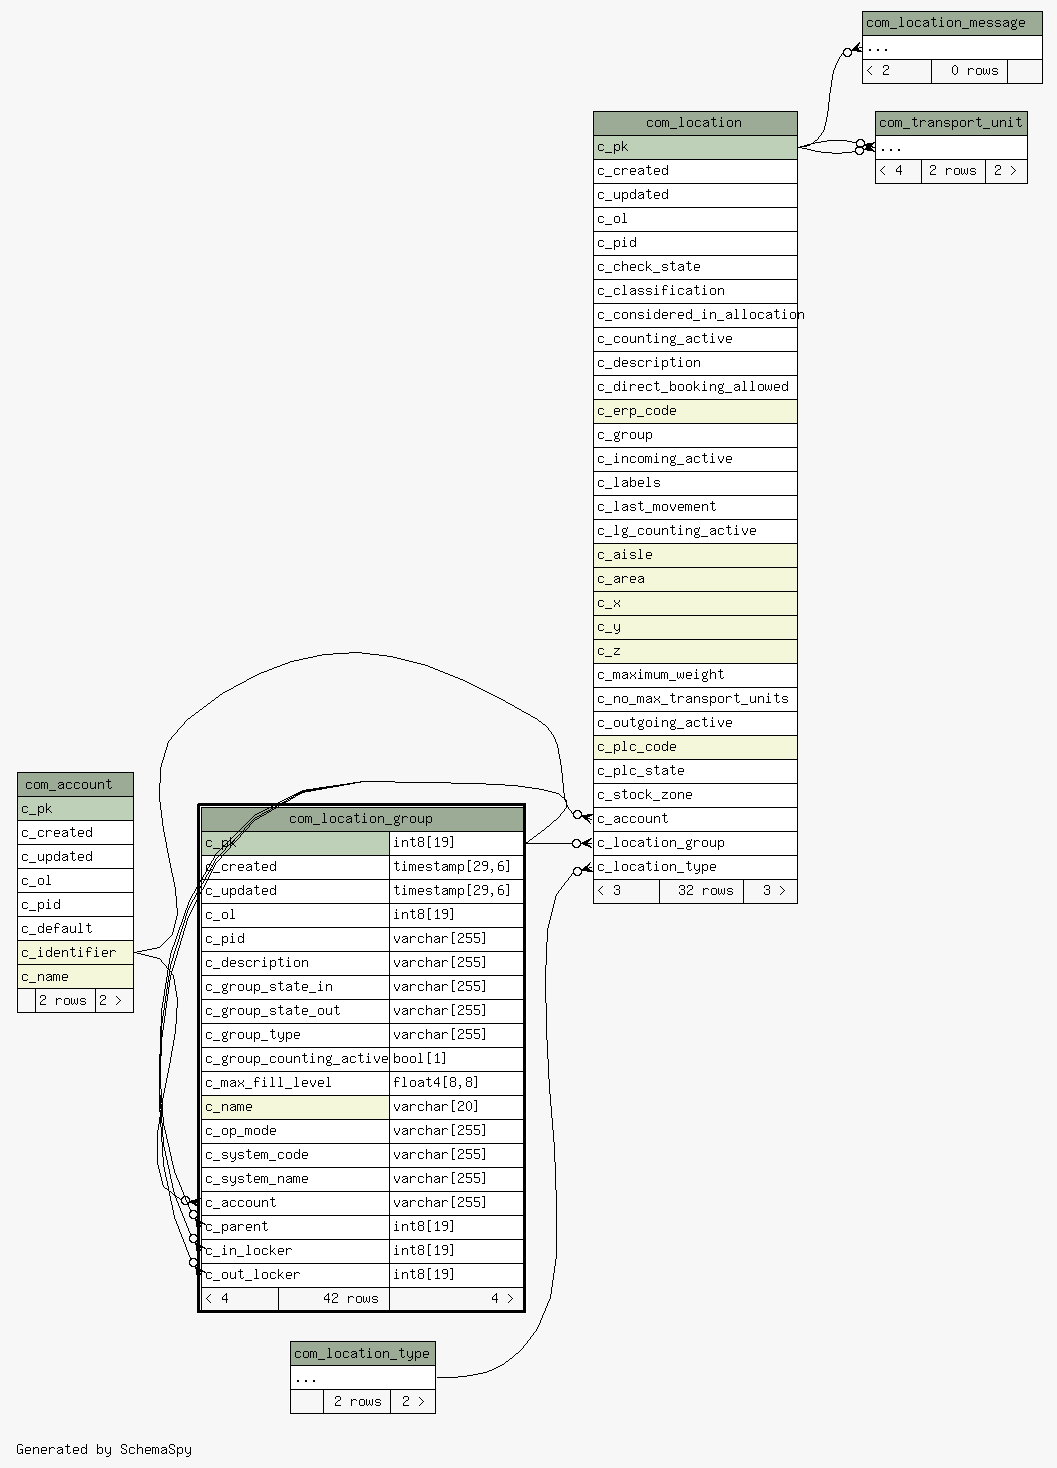 com_location_message
...
< 2 0 rows
com_transport_unit
...
< 4 2 rows 2 >
com_location
c_pk
c_created
c_updated
c_ol
c_pid
c_check_state
c_classification
c_considered_in_allocation
c_counting_active
c_description
c_direct_booking_allowed
c_erp_code
c_group
c_incoming_active
c_labels
c_last_movement
c_lg_counting_active
c_aisle
c_area
c_x
c_y
c_z
c_maximum_weight
c_no_max_transport_units
c_outgoing_active
c_plc_code
c_plc_state
c_stock_zone
c_account
c_location_group
c_location_type
< 3 32 rows 3 >
com_account
c_pk
c_created
c_updated
c_ol
c_pid
c_default
c_identifier
c_name
2 rows 2 >
com_location_group
c_pk int8[19]
c_created timestamp[29,6]
c_updated timestamp[29,6]
c_ol int8[19]
c_pid varchar[255]
c_description varchar[255]
c_group_state_in varchar[255]
c_group_state_out varchar[255]
c_group_type varchar[255]
c_group_counting_active bool[1]
c_max_fill_level float4[8,8]
c_name varchar[20]
c_op_mode varchar[255]
c_system_code varchar[255]
c_system_name varchar[255]
c_account varchar[255]
c_parent int8[19]
c_in_locker int8[19]
c_out_locker int8[19]
< 4 42 rows 4 >
com_location_type
...
2 rows 2 >
Generated by SchemaSpy